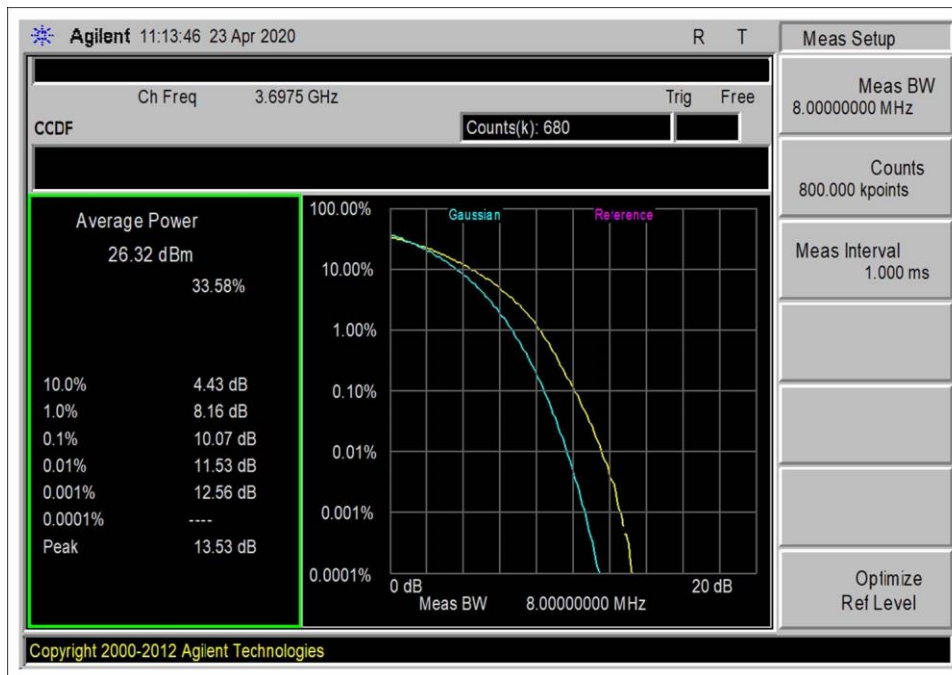 Agilent 11:13:46 23 Apr 2020 R T
Meas Setup
Ch Freq 3.6975 GHz Trig Free
CCDF Counts(k): 680
Average Power
26.32 dBm
33.58%
10.0% 4.43 dB
1.0% 8.16 dB
0.1% 10.07 dB
0.01% 11.53 dB
0.001% 12.56 dB
0.0001% ----
Peak 13.53 dB
Gaussian Reference
100.00%
10.00%
1.00%
0.10%
0.01%
0.001%
0.0001%
0 dB 20 dB
Meas BW 8.00000000 MHz
Meas BW
8.00000000 MHz
Counts
800.000 kpoints
Meas Interval
1.000 ms
Optimize
Ref Level
Copyright 2000-2012 Agilent Technologies